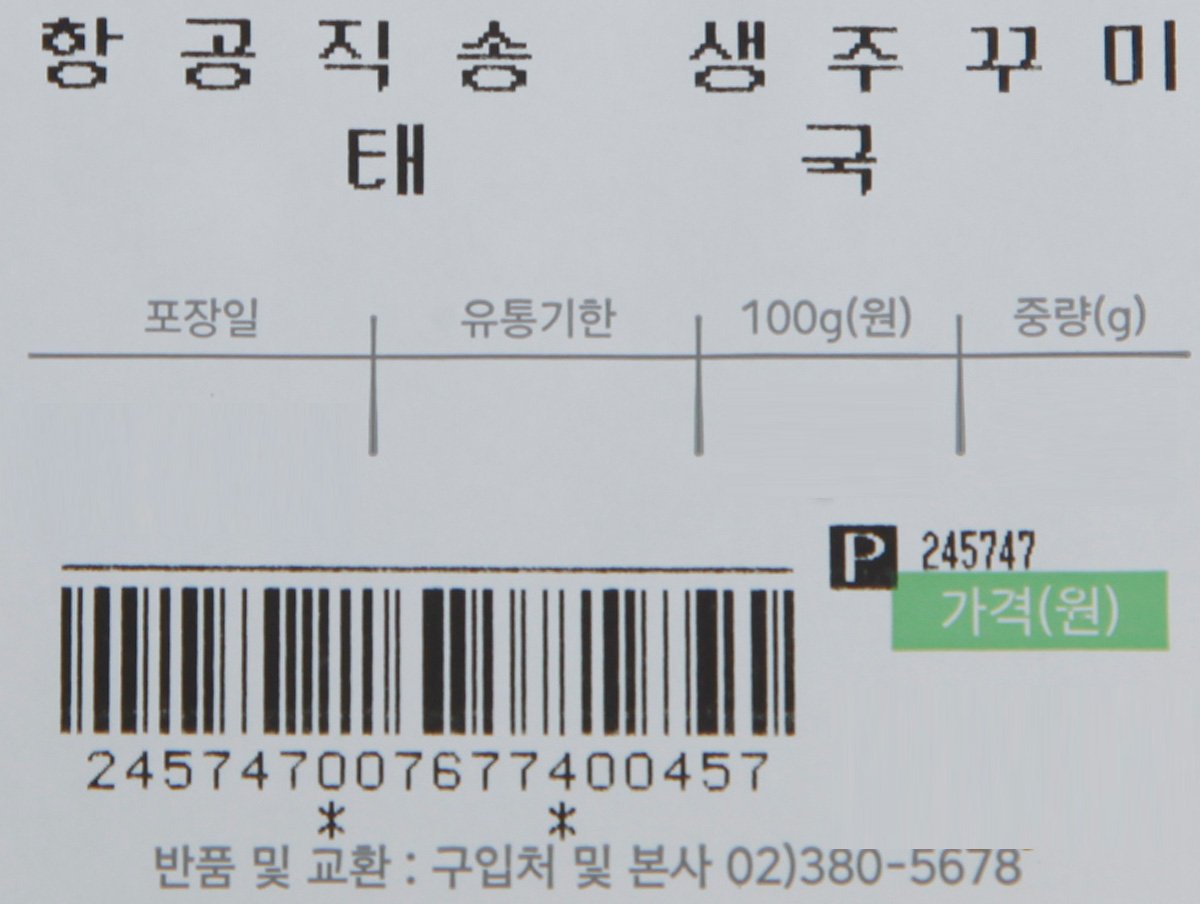 항공직송 생주꾸미
태 국
포장일 유통기한 100g(원) 중량(g)
P 245747
가격(원)
245747007677400457
* *
반품 및 교환 : 구입처 및 본사 02)380-5678